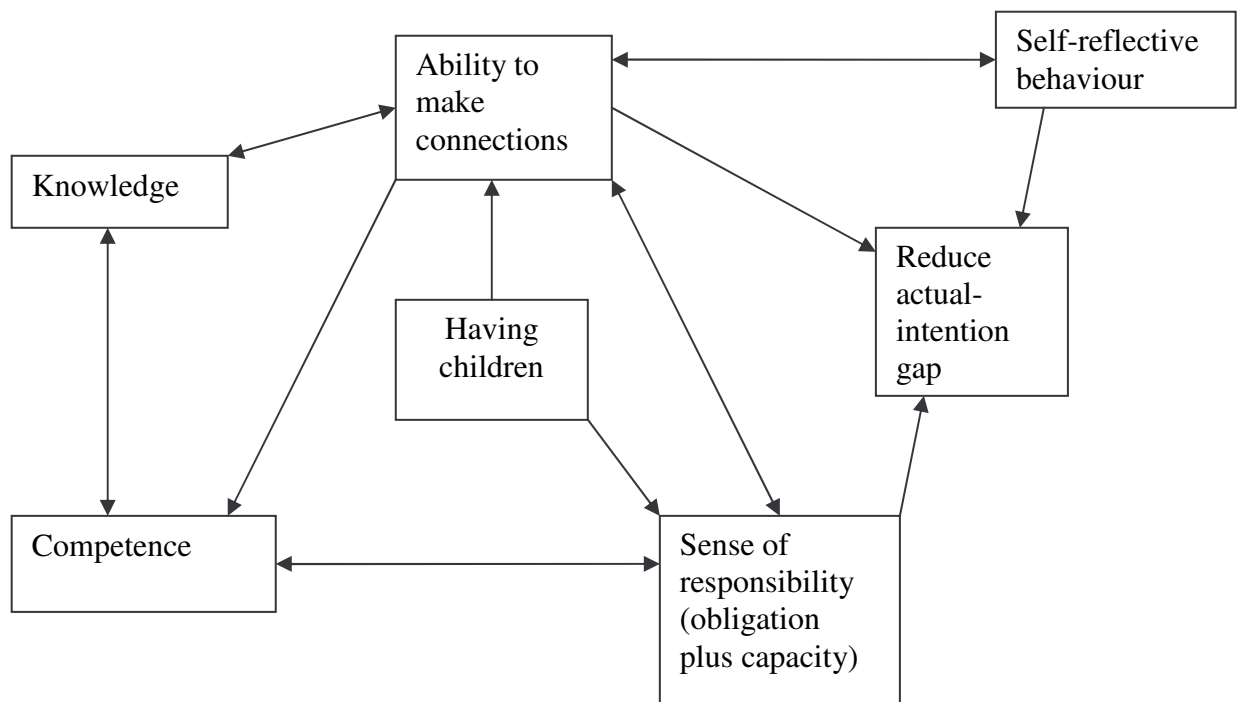 Self-reflective
behaviour
Ability to
make
connections
Knowledge
Reduce
actual-
intention
gap
Having
children
Competence
Sense of
responsibility
(obligation
plus capacity)